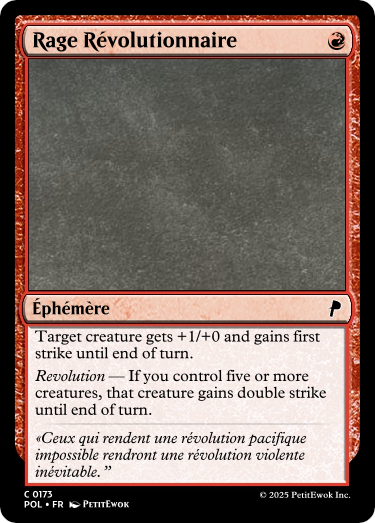 Rage Révolutionnaire
Éphémère
Target creature gets +1/+0 and gains first
strike until end of turn.
Revolution — If you control five or more
creatures, that creature gains double strike
until end of turn.
«Ceux qui rendent une révolution pacifique
impossible rendront une révolution violente
inévitable. ”
C 0173
POL • FR PetitEwok
© 2025 PetitEwok Inc.